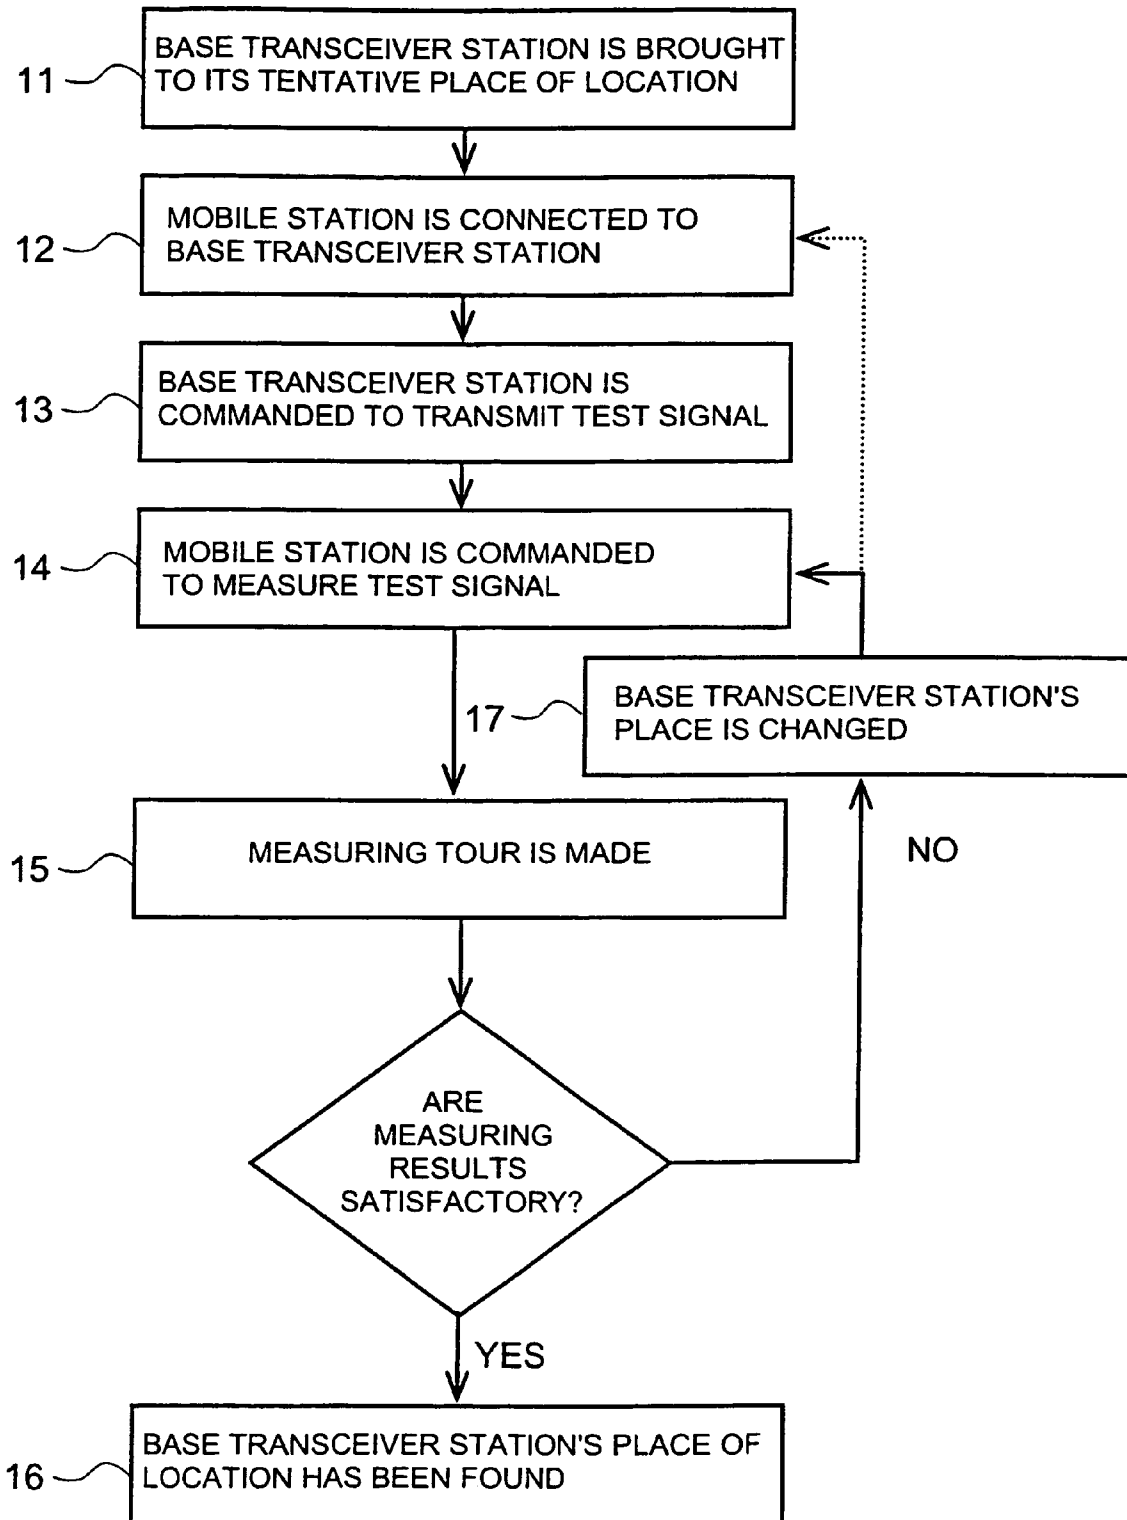 11
BASE TRANSCEIVER STATION IS BROUGHT
TO ITS TENTATIVE PLACE OF LOCATION
12
MOBILE STATION IS CONNECTED TO
BASE TRANSCEIVER STATION
13
BASE TRANSCEIVER STATION IS
COMMANDED TO TRANSMIT TEST SIGNAL
14
MOBILE STATION IS COMMANDED
TO MEASURE TEST SIGNAL
17
BASE TRANSCEIVER STATION'S
PLACE IS CHANGED
15
MEASURING TOUR IS MADE
NO
ARE
MEASURING
RESULTS
SATISFACTORY?
YES
16
BASE TRANSCEIVER STATION'S PLACE OF
LOCATION HAS BEEN FOUND